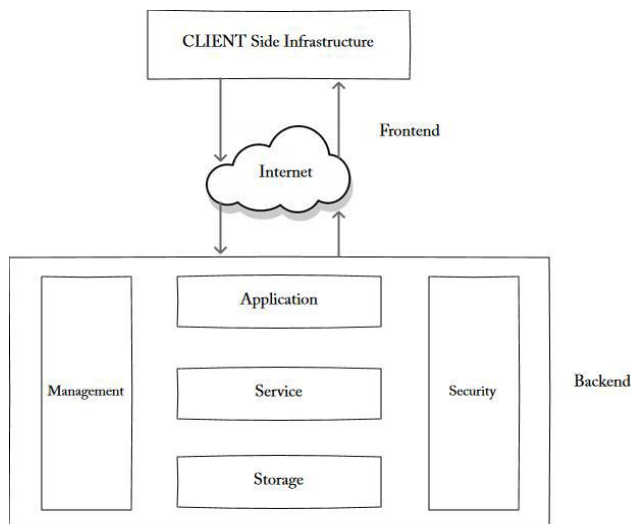 CLIENT Side Infrastructure
Frontend
Internet
Application
Management
Service
Security
Backend
Storage